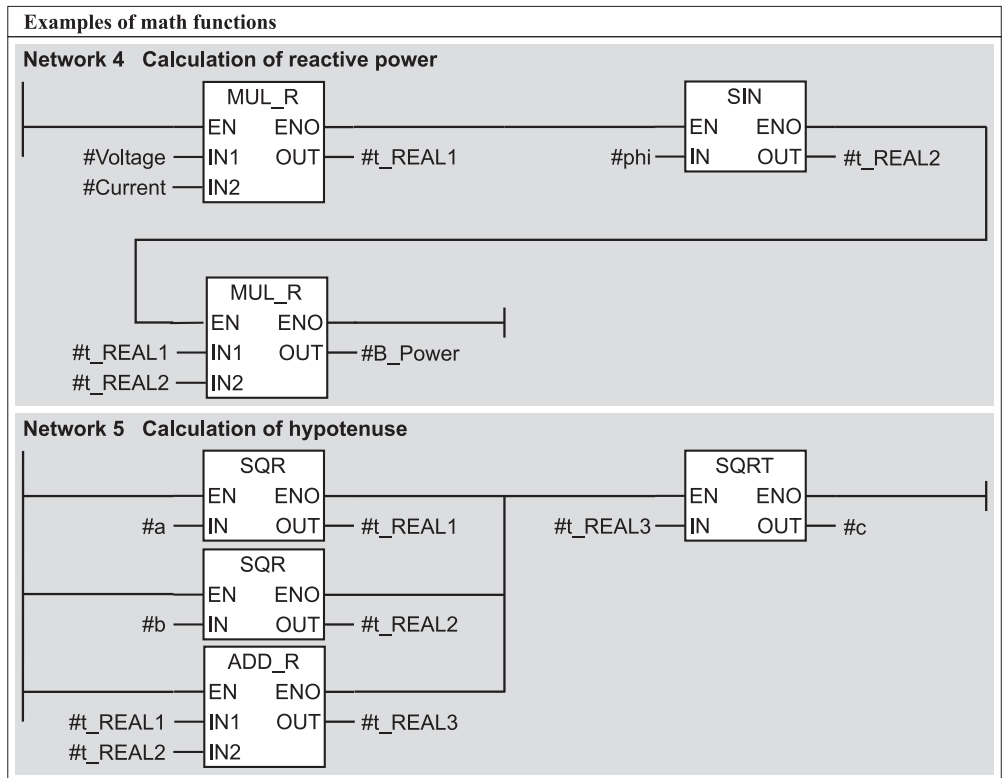 Examples of math functions
Network 4 Calculation of reactive power
MUL_R
EN ENO
#Voltage IN1 OUT #t_REAL1
#Current IN2
SIN
EN ENO
#phi IN OUT #t_REAL2
MUL_R
EN ENO
#t_REAL1 IN1 OUT #B_Power
#t_REAL2 IN2
Network 5 Calculation of hypotenuse
SQR
EN ENO
#a IN OUT #t_REAL1
SQR
EN ENO
#b IN OUT #t_REAL2
ADD_R
EN ENO
#t_REAL1 IN1 OUT #t_REAL3
#t_REAL2 IN2
SQRT
EN ENO
#t_REAL3 IN OUT #c